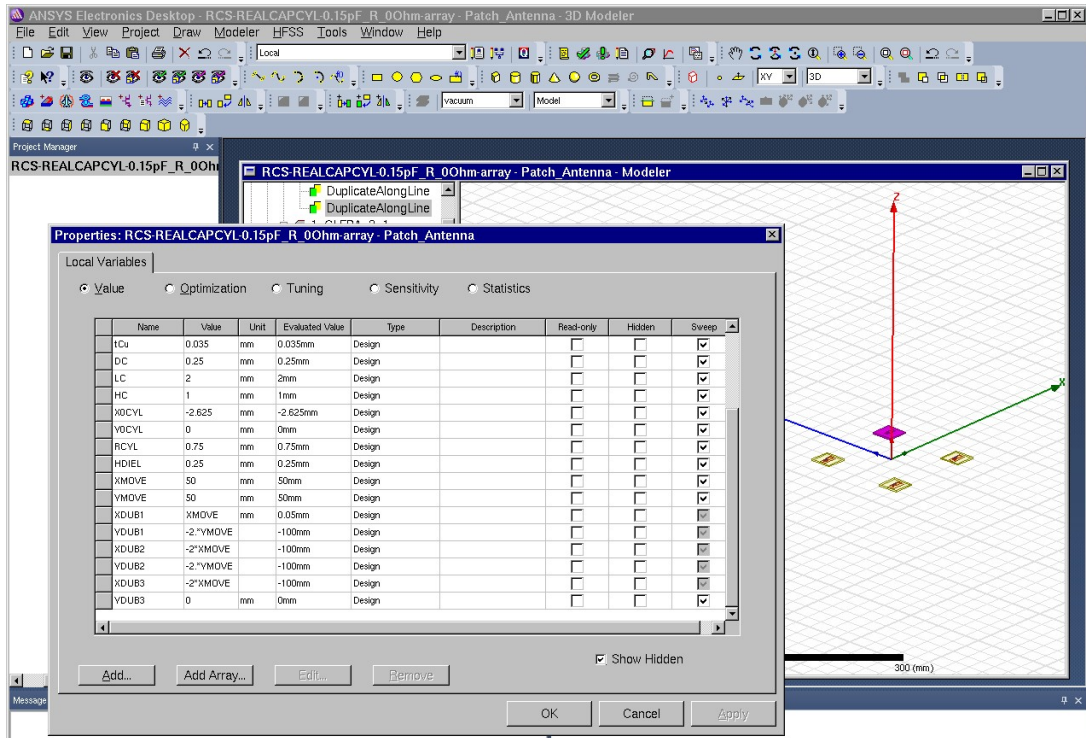 ANSYS Electronics Desktop - RCS-REALCAPCYL-0.15pF_R_0Ohm-array - Patch_Antenna - 3D Modeler
File Edit View Project Draw Modeler HFSS Tools Window Help
Local
XY 3D
vacuum Model
Project Manager
RCS-REALCAPCYL-0.15pF_R_0Ohm
RCS-REALCAPCYL-0.15pF_R_0Ohm-array - Patch_Antenna - Modeler
DuplicateAlongLine
DuplicateAlongLine
Z
X
300 (mm)
Properties: RCS-REALCAPCYL-0.15pF_R_0Ohm-array - Patch_Antenna
Local Variables
Value Optimization Tuning Sensitivity Statistics
Name Value Unit Evaluated Value Type Description Read-only Hidden Sweep
tCu 0.035 mm 0.035mm Design
DC 0.25 mm 0.25mm Design
LC 2 mm 2mm Design
HC 1 mm 1mm Design
X0CYL -2.625 mm -2.625mm Design
Y0CYL 0 mm 0mm Design
RCYL 0.75 mm 0.75mm Design
HDIEL 0.25 mm 0.25mm Design
XMOVE 50 mm 50mm Design
YMOVE 50 mm 50mm Design
XDUB1 XMOVE mm 0.05mm Design
YDUB1 -2.*YMOVE -100mm Design
XDUB2 -2*XMOVE -100mm Design
YDUB2 -2.*YMOVE -100mm Design
XDUB3 -2*XMOVE -100mm Design
YDUB3 0 mm 0mm Design
Show Hidden
Add... Add Array... Edit... Remove
OK Cancel Apply
Message